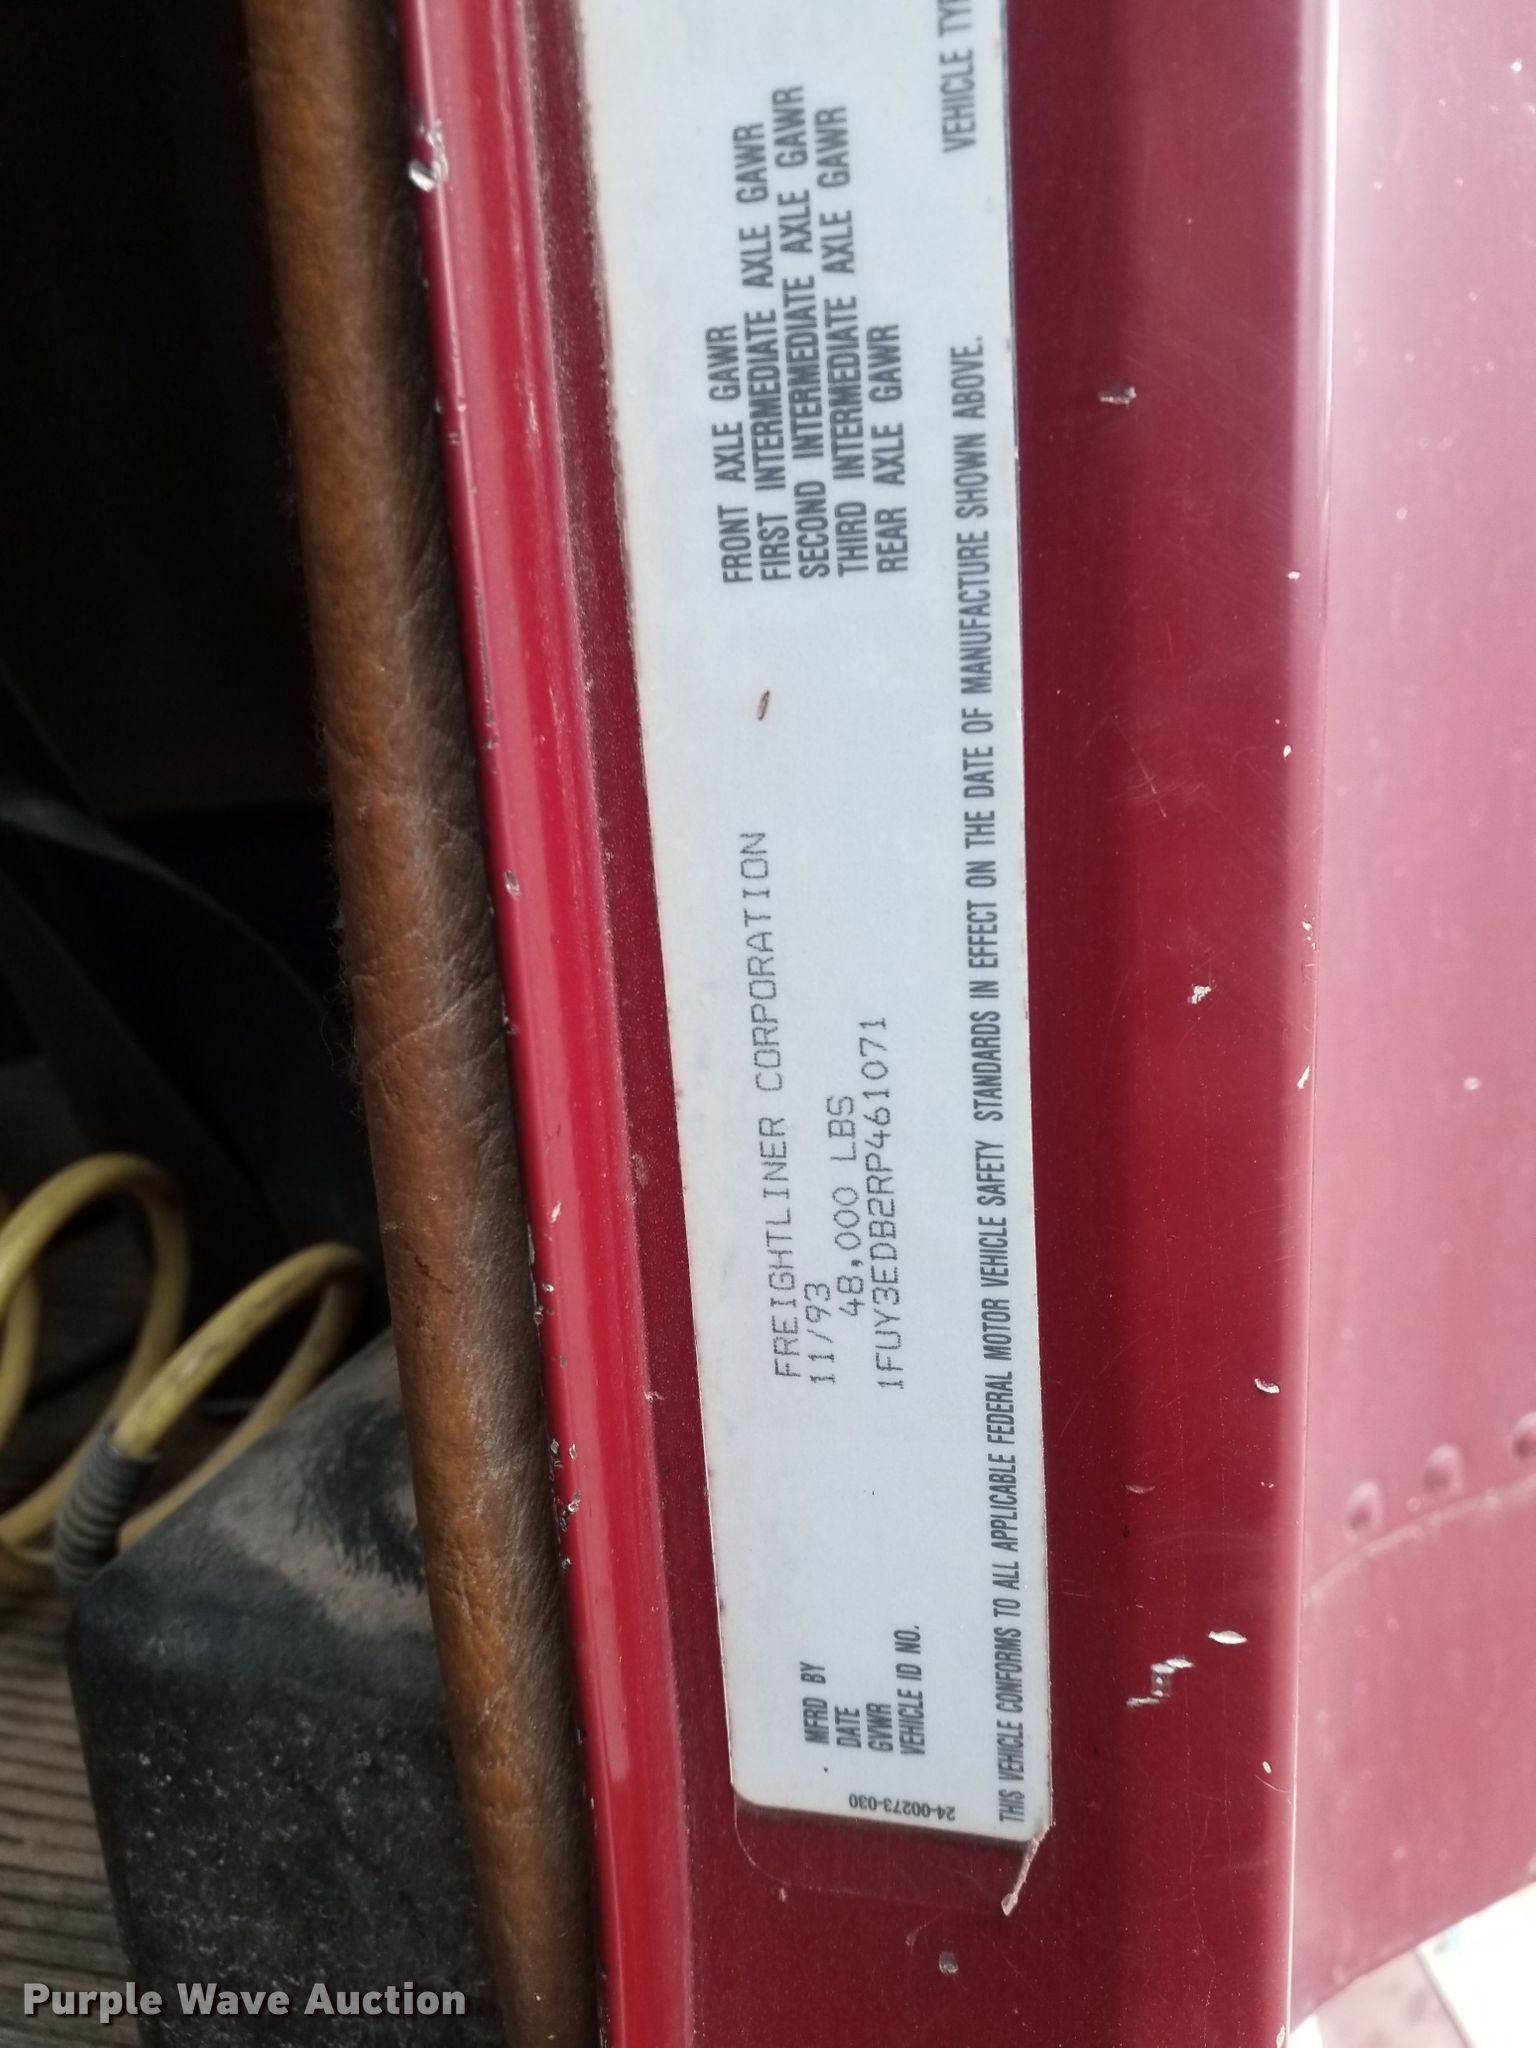 MFRD BY FREIGHTLINER CORPORATION
DATE 11/93
GVWR 48,000 LBS
VEHICLE ID NO. 1FUY3EDB2RP461071
FRONT AXLE GAWR
FIRST INTERMEDIATE AXLE GAWR
SECOND INTERMEDIATE AXLE GAWR
THIRD INTERMEDIATE AXLE GAWR
REAR AXLE GAWR
THIS VEHICLE CONFORMS TO ALL APPLICABLE FEDERAL MOTOR VEHICLE SAFETY STANDARDS IN EFFECT ON THE DATE OF MANUFACTURE SHOWN ABOVE.
VEHICLE
24-00273-030
Purple Wave Auction